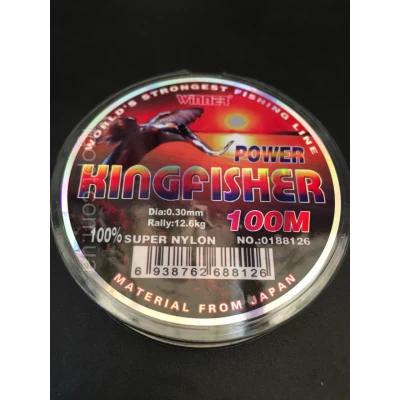 WORLD'S STRONGEST FISHING LINE
WINNER
POWER
KINGFISHER
100M
Dia:0.30mm
Rally:12.6kg
100% SUPER NYLON NO.:0188126
6 938762 688126
MATERIAL FROM JAPAN